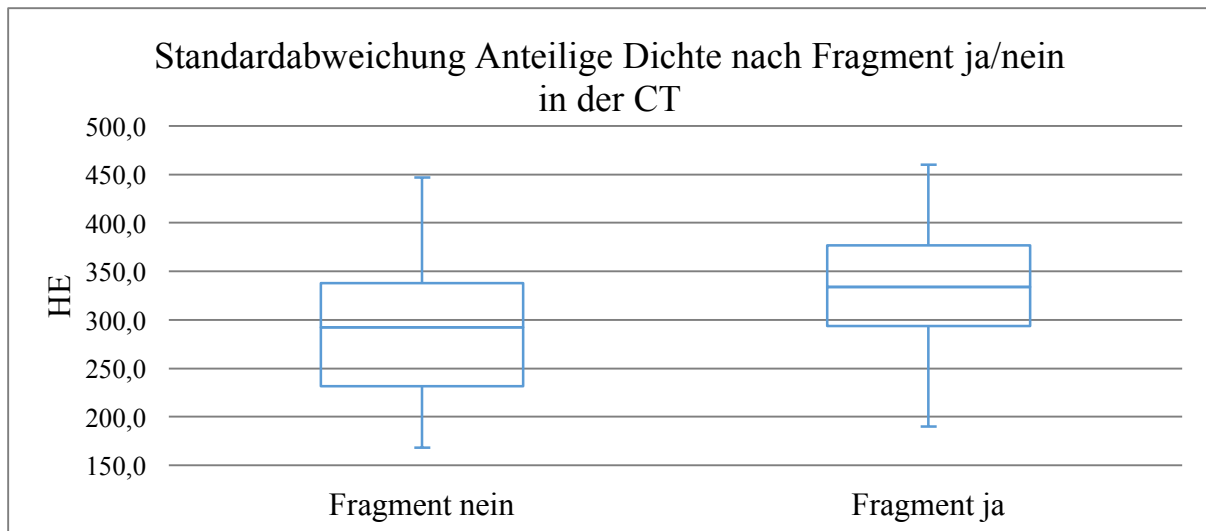 Standardabweichung Anteilige Dichte nach Fragment ja/nein
in der CT
500,0
450,0
400,0
350,0
300,0
250,0
200,0
150,0
HE
Fragment nein
Fragment ja